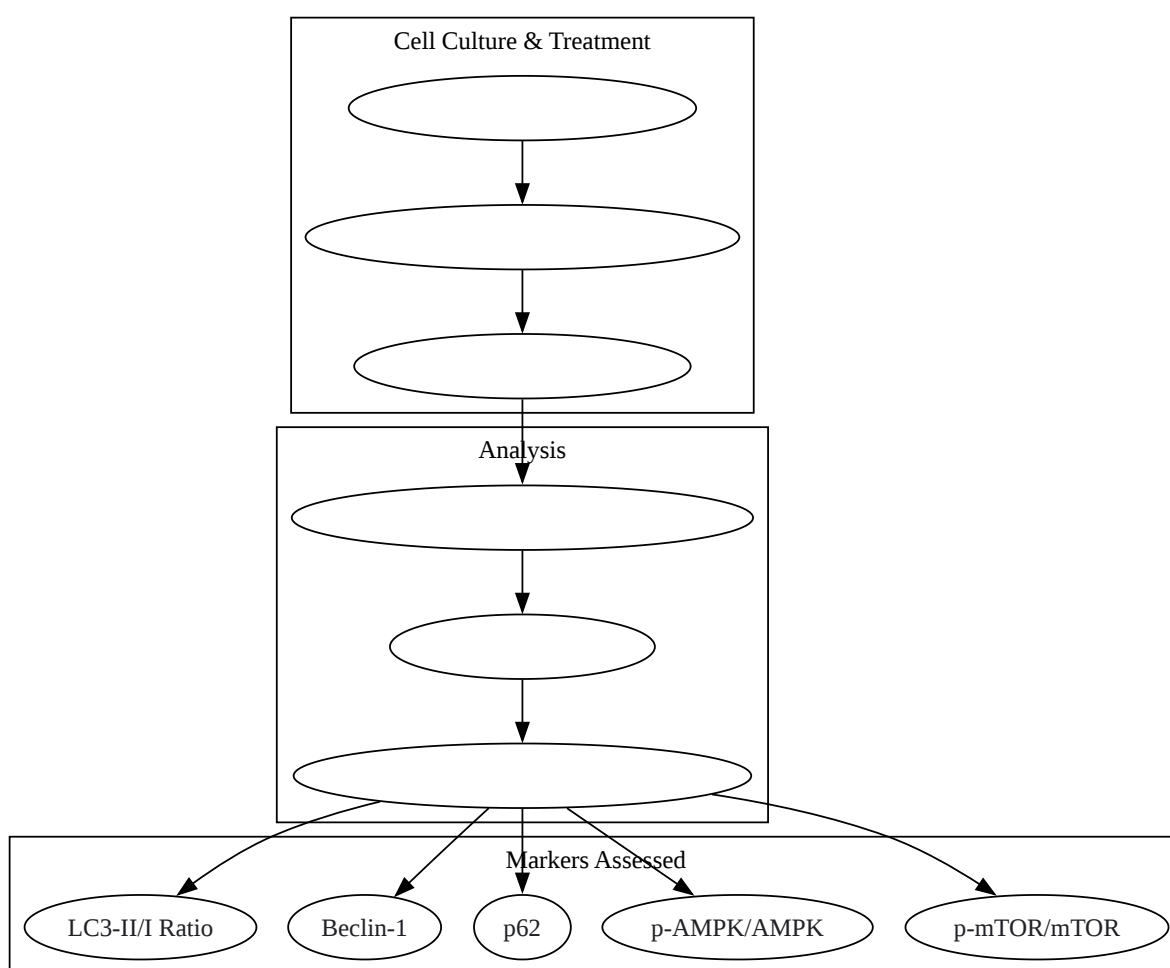 Cell Culture & Treatment
Analysis
Markers Assessed
LC3-II/I Ratio
Beclin-1
p62
p-AMPK/AMPK
p-mTOR/mTOR